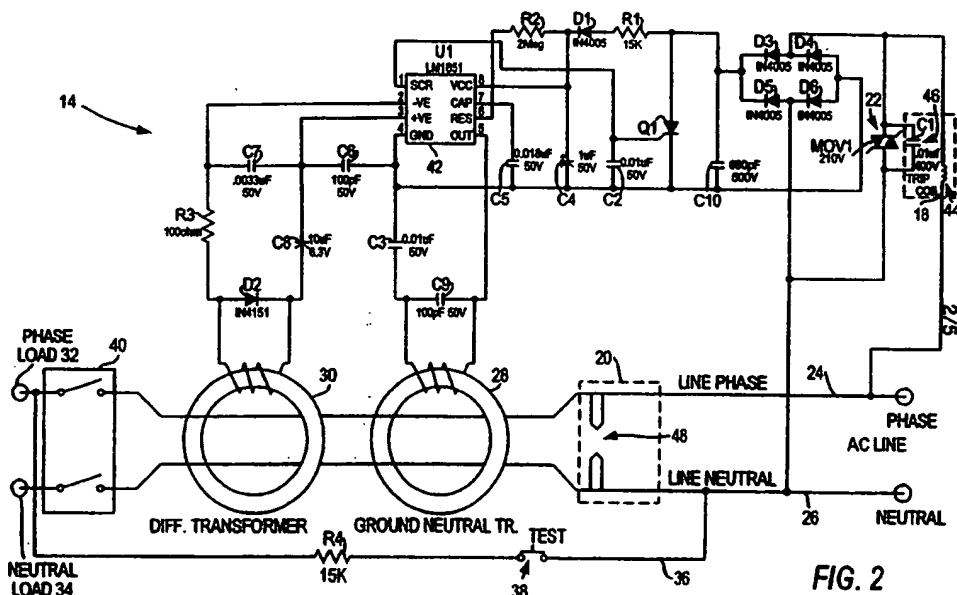 14
U1
LM1851
1 SCR VCC 8
2 -VE CAP 7
3 +VE RES 6
4 GND OUT 5
42
R2
2Meg
D1
IN4005
R1
15K
D3
IN4005
D4
IN4005
D5
IN4005
D6
IN4005
22
46
C1
.01uf
400V
MOV1
210V
TRIP
COIL
18
44
Q1
C7
.0033uF
50V
C6
100pF
50V
0.018uF
50V
C5
1uF
50V
C4
0.01uF
50V
C2
680pF
500V
C10
R3
100ohm
C8
10uF
6.3V
C3
0.01uF
50V
D2
IN4151
C9
100pF 50V
2/5
PHASE
LOAD 32
40
30
28
20
LINE PHASE
24
PHASE
AC LINE
48
LINE NEUTRAL
26
NEUTRAL
DIFF. TRANSFORMER
GROUND NEUTRAL TR.
NEUTRAL
LOAD 34
R4
15K
TEST
38
36
FIG. 2